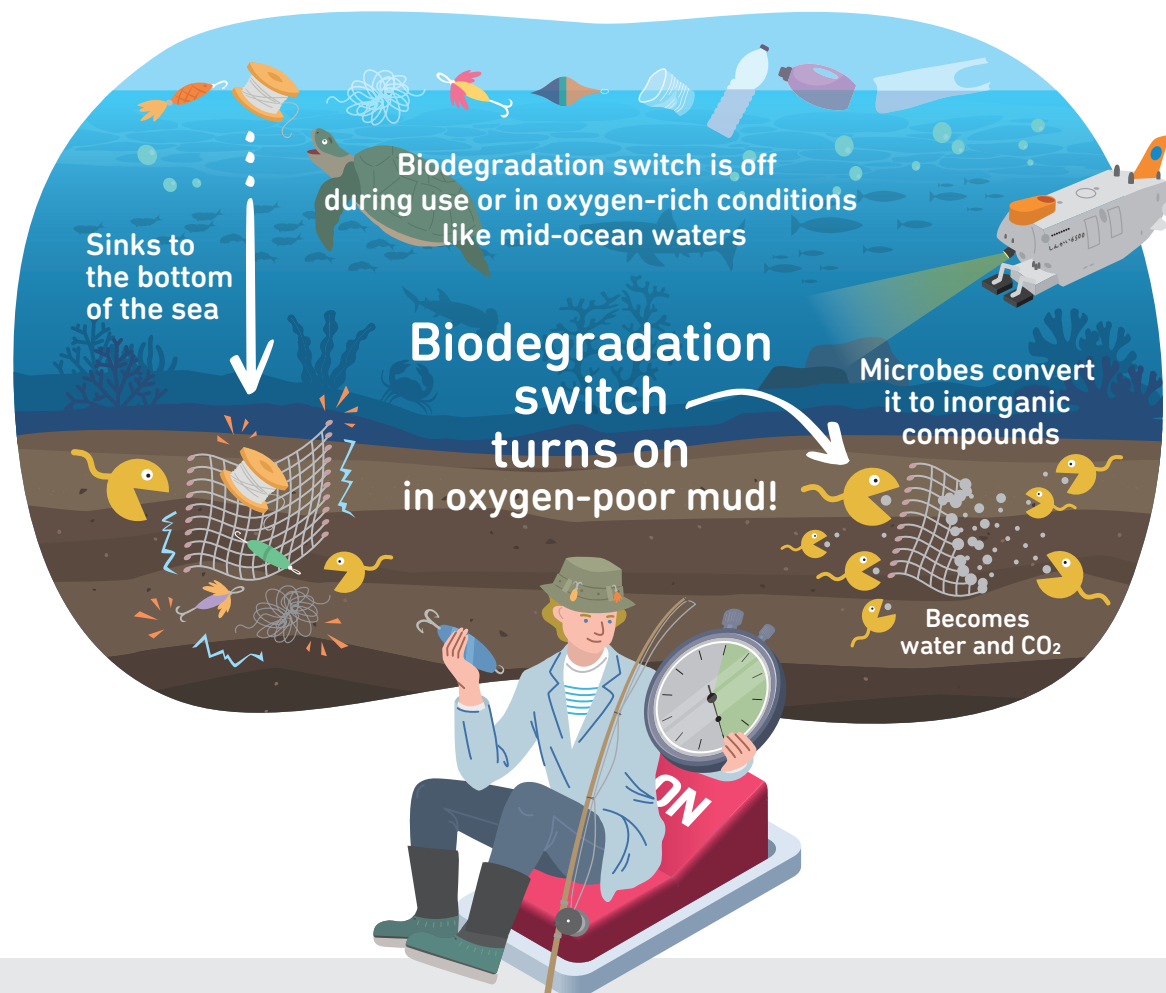 Biodegradation switch is off
during use or in oxygen-rich conditions
like mid-ocean waters
Sinks to
the bottom
of the sea
Biodegradation
switch
turns on
in oxygen-poor mud!
Microbes convert
it to inorganic
compounds
Becomes
water and CO₂
ON